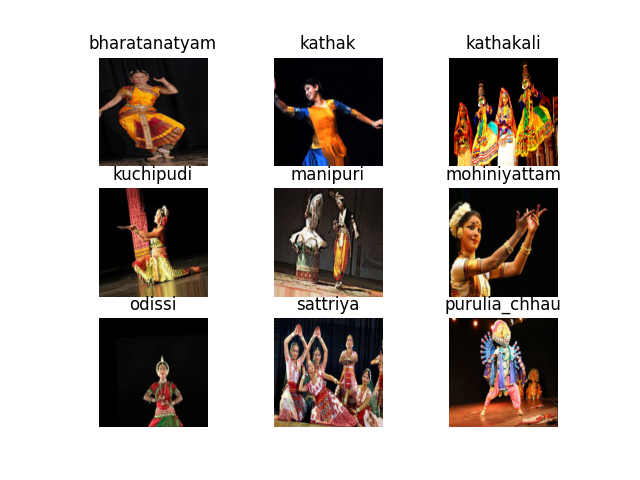 bharatanatyam kathak kathakali
kuchipudi manipuri mohiniyattam
odissi sattriya purulia_chhau